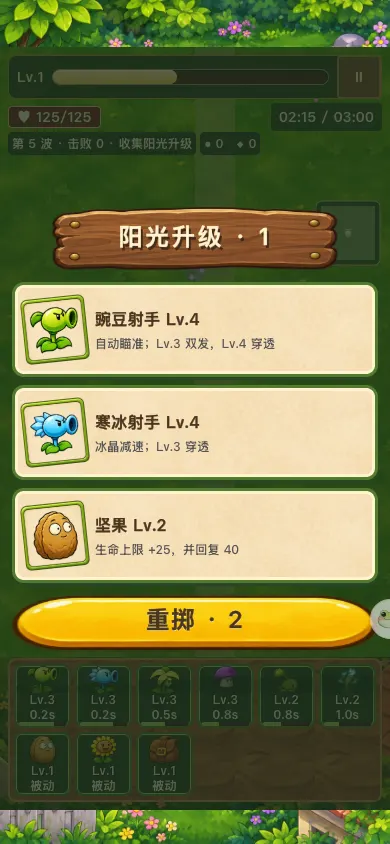 Lv.1
125/125
02:15 / 03:00
第 5 波 · 击败 0 · 收集阳光升级
0 0
阳光升级 · 1
豌豆射手 Lv.4
自动瞄准；Lv.3 双发，Lv.4 穿透
寒冰射手 Lv.4
冰晶减速；Lv.3 穿透
坚果 Lv.2
生命上限 +25，并回复 40
重掷 · 2
Lv.3 Lv.3 Lv.3 Lv.3 Lv.2 Lv.2
0.2s 0.2s 0.5s 0.8s 0.8s 1.0s
Lv.1 Lv.1 Lv.1
被动 被动 被动